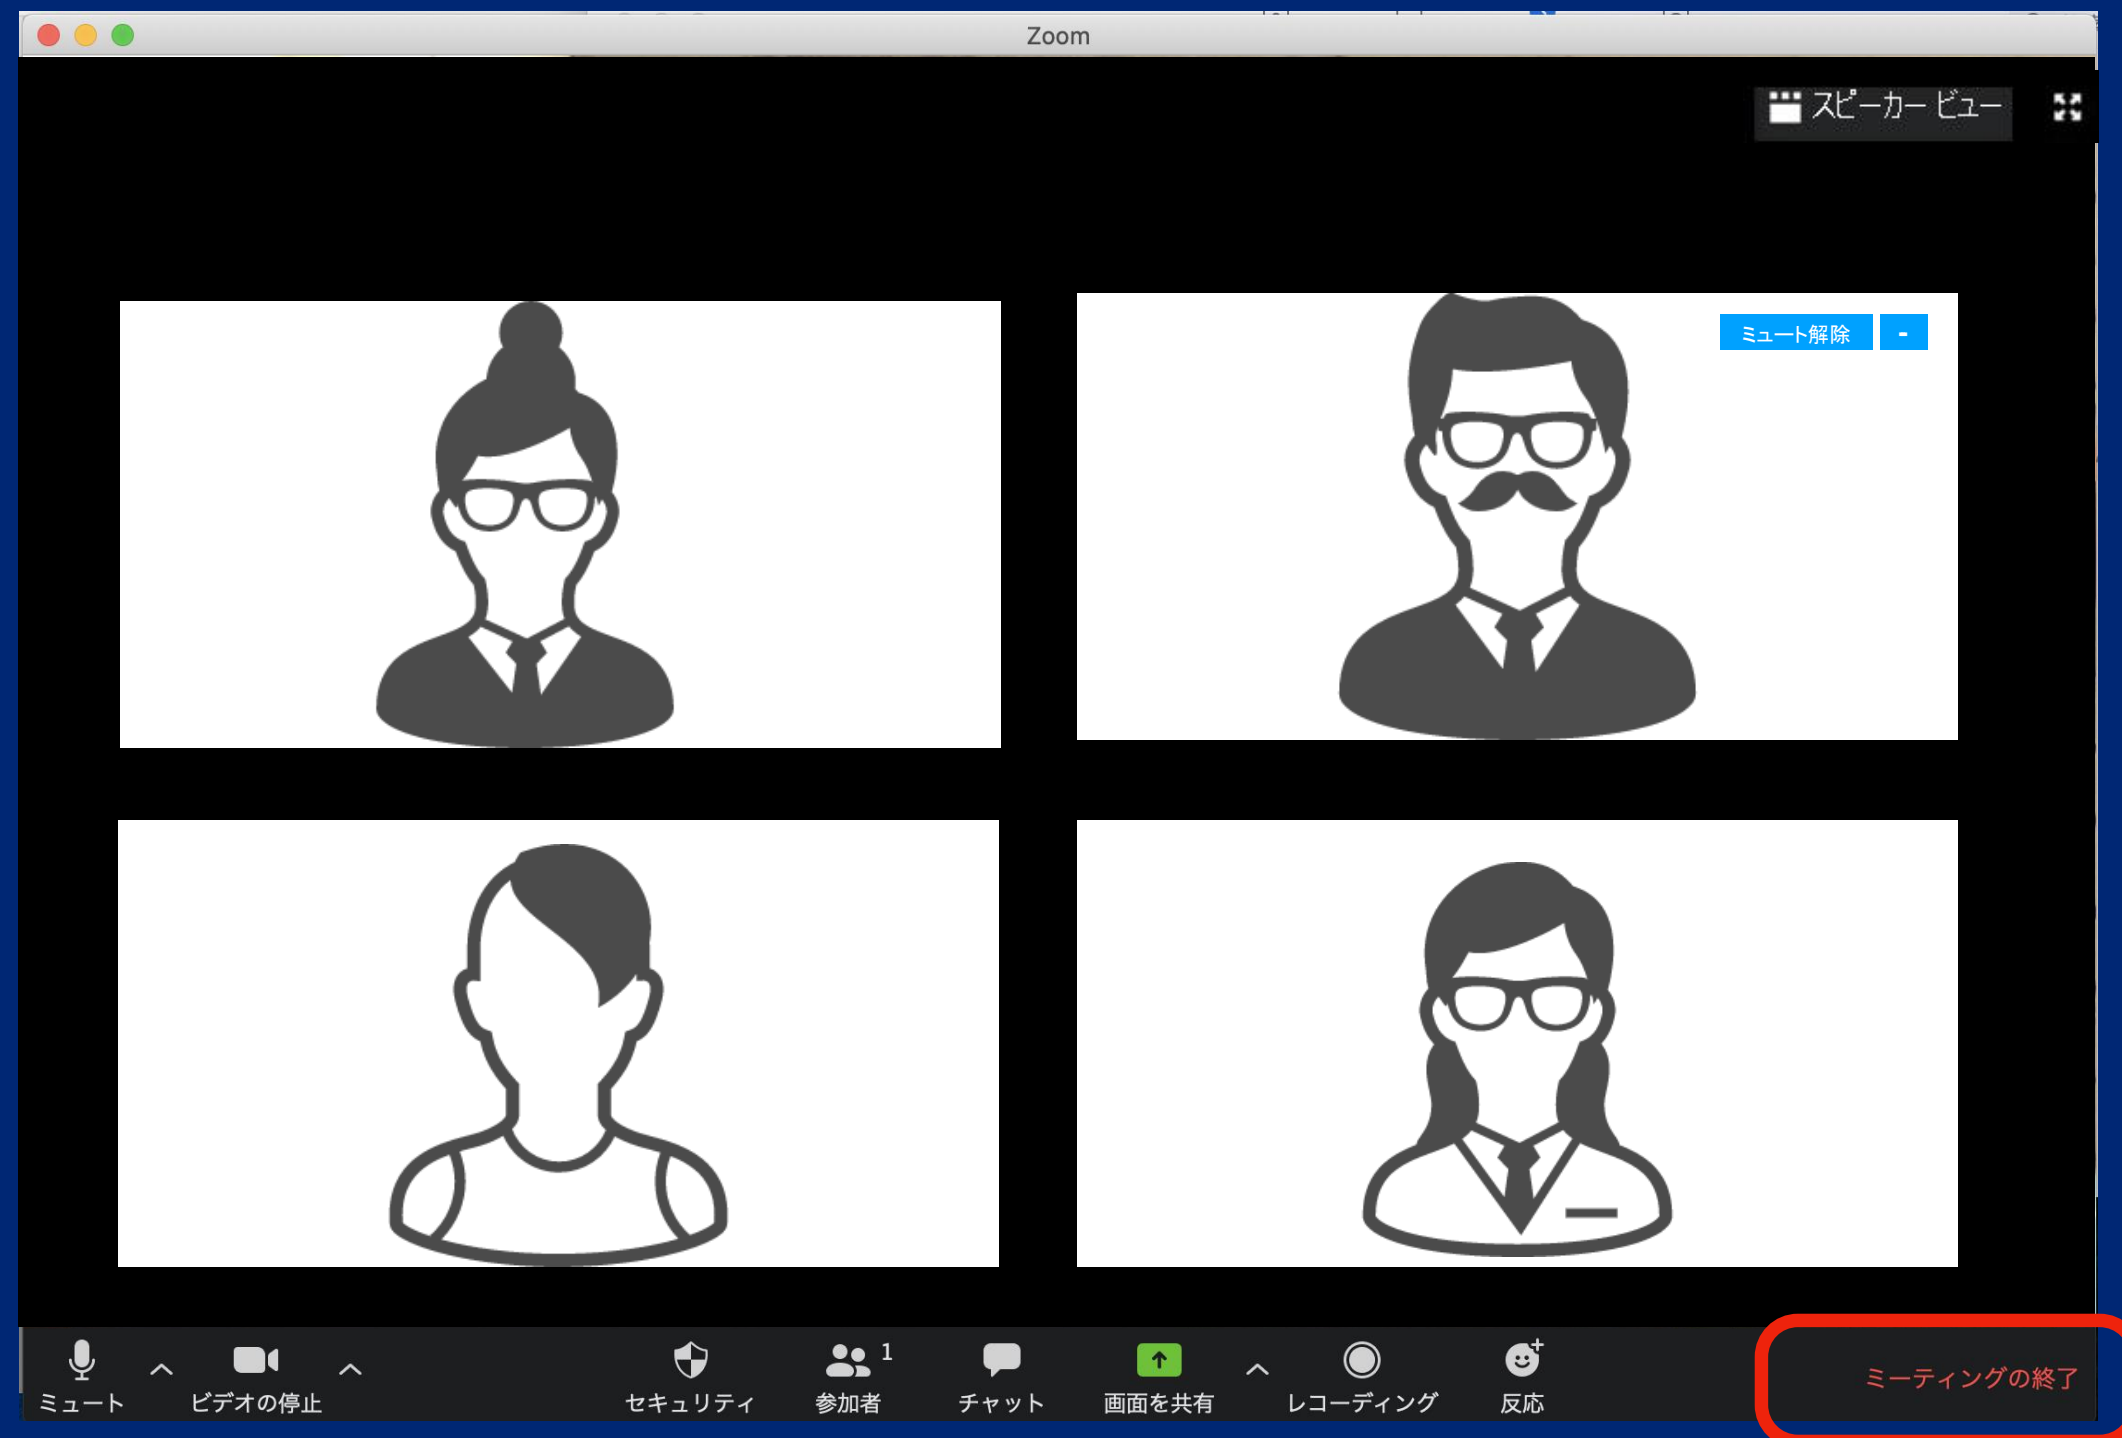 Zoom
スピーカー ビュー
ミュート解除
-
1
ミュート
ビデオの停止
セキュリティ
参加者
チャット
画面を共有
レコーディング
反応
ミーティングの終了